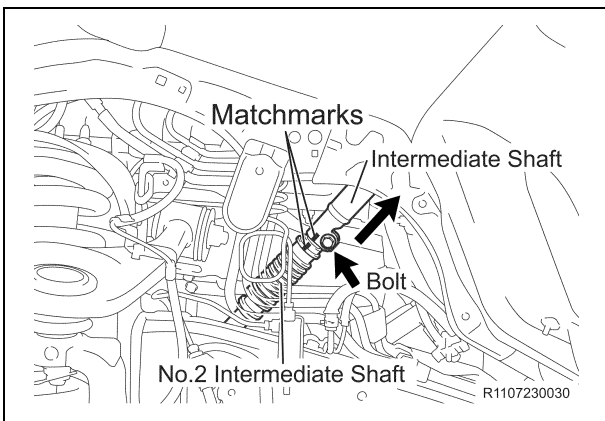 Matchmarks
Intermediate Shaft
Bolt
No.2 Intermediate Shaft
R1107230030